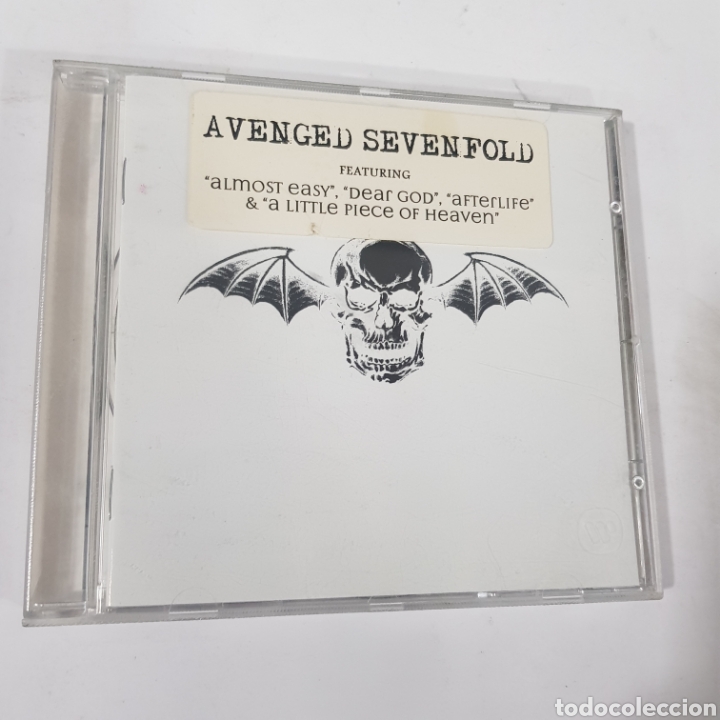 AVENGED SEVENFOLD
FEATURING
"aLMOST easy", "Dear GOD", "aFTerLIFe"
& "a LITTLe PIece OF Heaven"
todocoleccion